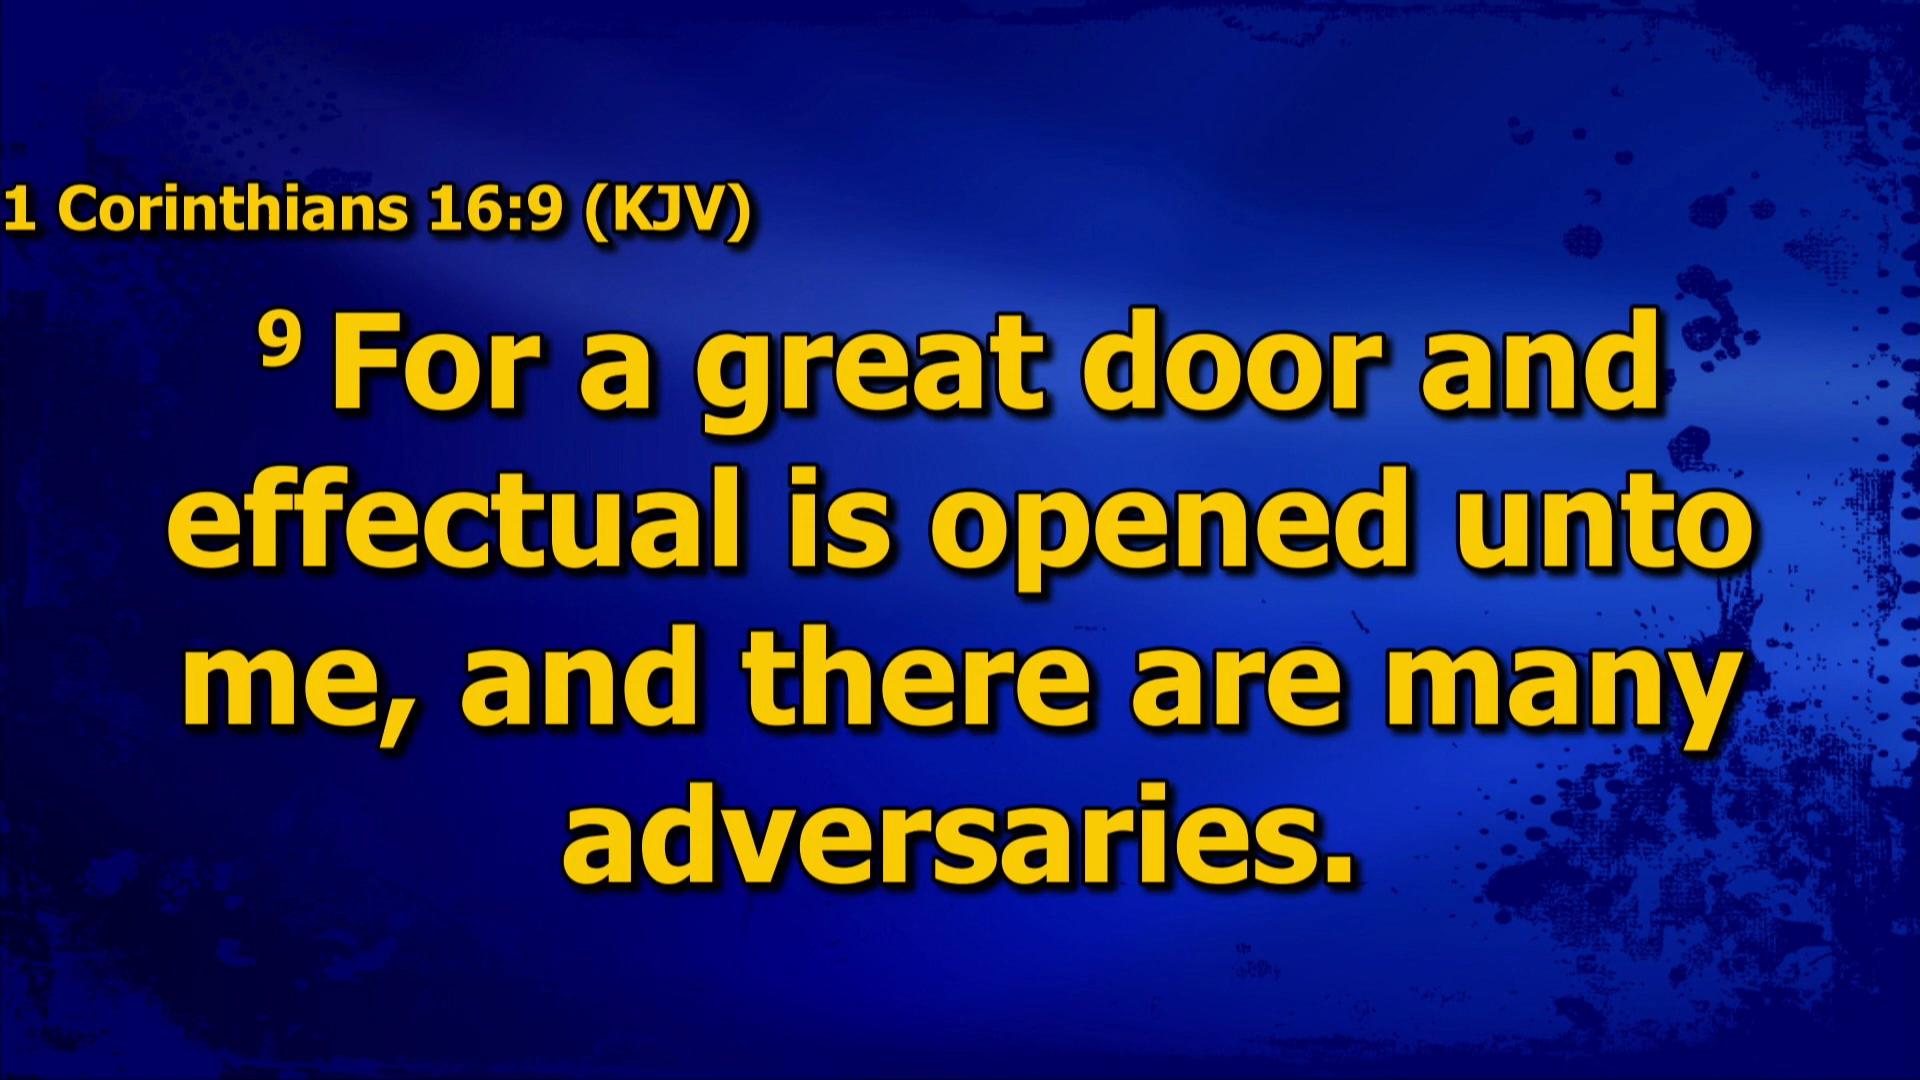 1 Corinthians 16:9 (KJV)
9 For a great door and
effectual is opened unto
me, and there are many
adversaries.